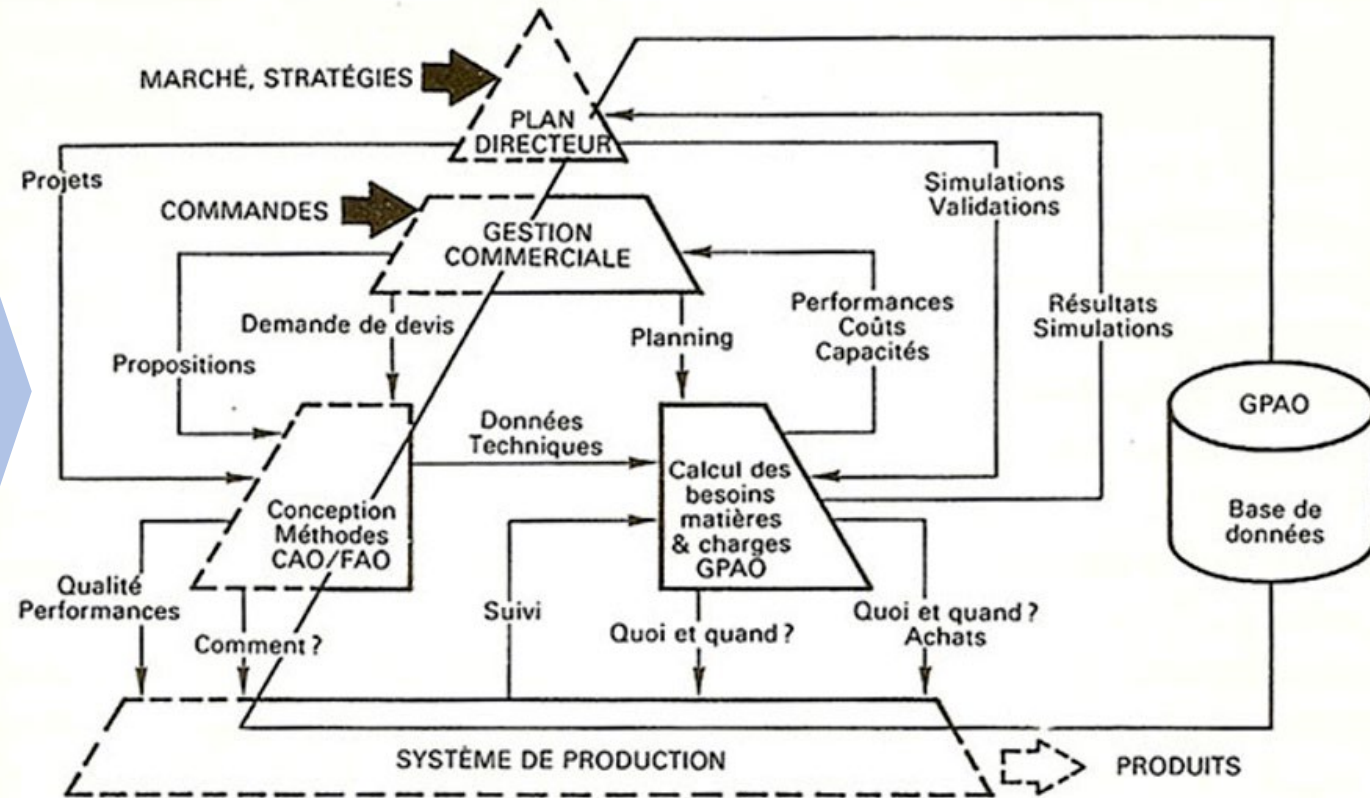 MARCHÉ, STRATÉGIES
PLAN
DIRECTEUR
Projets
COMMANDES
Simulations
Validations
GESTION
COMMERCIALE
Demande de devis
Planning
Performances
Coûts
Capacités
Résultats
Simulations
Propositions
Données
Techniques
GPAO
Base de
données
Conception
Méthodes
CAO/FAO
Calcul des
besoins
matières
& charges
GPAO
Qualité
Performances
Comment ?
Suivi
Quoi et quand ?
Quoi et quand ?
Achats
SYSTÈME DE PRODUCTION
PRODUITS